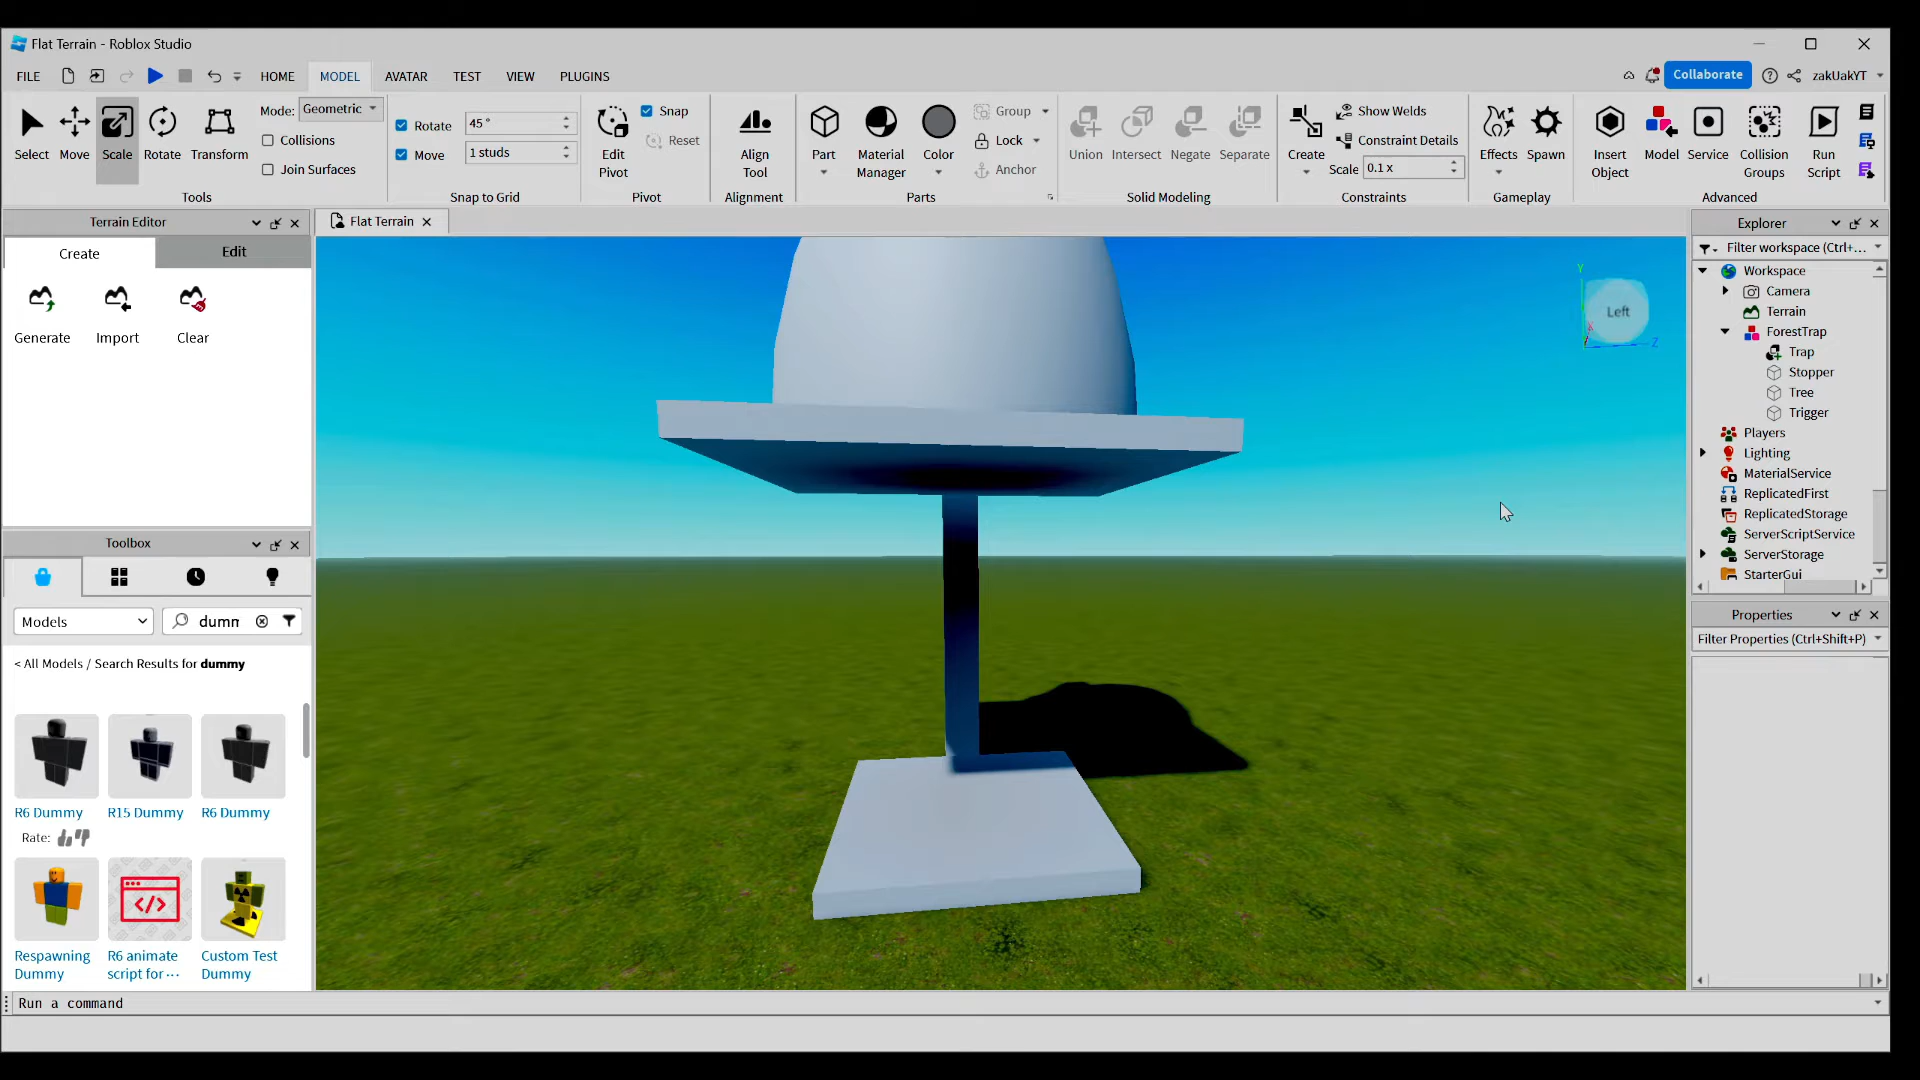 Flat Terrain - Roblox Studio
FILE HOME MODEL AVATAR TEST VIEW PLUGINS
Collaborate zakUakYT
Select Move Scale Rotate Transform
Mode: Geometric
Collisions
Join Surfaces
Tools
Rotate 45 °
Move 1 studs
Snap to Grid
Edit Pivot
Snap
Reset
Pivot
Align Tool
Alignment
Part
Material Manager
Color
Group
Lock
Anchor
Parts
Union Intersect Negate Separate
Solid Modeling
Create
Show Welds
Constraint Details
Scale 0.1 x
Constraints
Effects Spawn
Gameplay
Insert Object
Model
Service
Collision Groups
Run Script
Advanced
Terrain Editor
Create Edit
Generate Import Clear
Flat Terrain
Y
Left
X
Z
Toolbox
Models dumm
< All Models / Search Results for dummy
R6 Dummy R15 Dummy R6 Dummy
Rate:
Respawning Dummy
R6 animate script for ...
Custom Test Dummy
Explorer
Filter workspace (Ctrl+...
Workspace
Camera
Terrain
ForestTrap
Trap
Stopper
Tree
Trigger
Players
Lighting
MaterialService
ReplicatedFirst
ReplicatedStorage
ServerScriptService
ServerStorage
StarterGui
Properties
Filter Properties (Ctrl+Shift+P)
Run a command